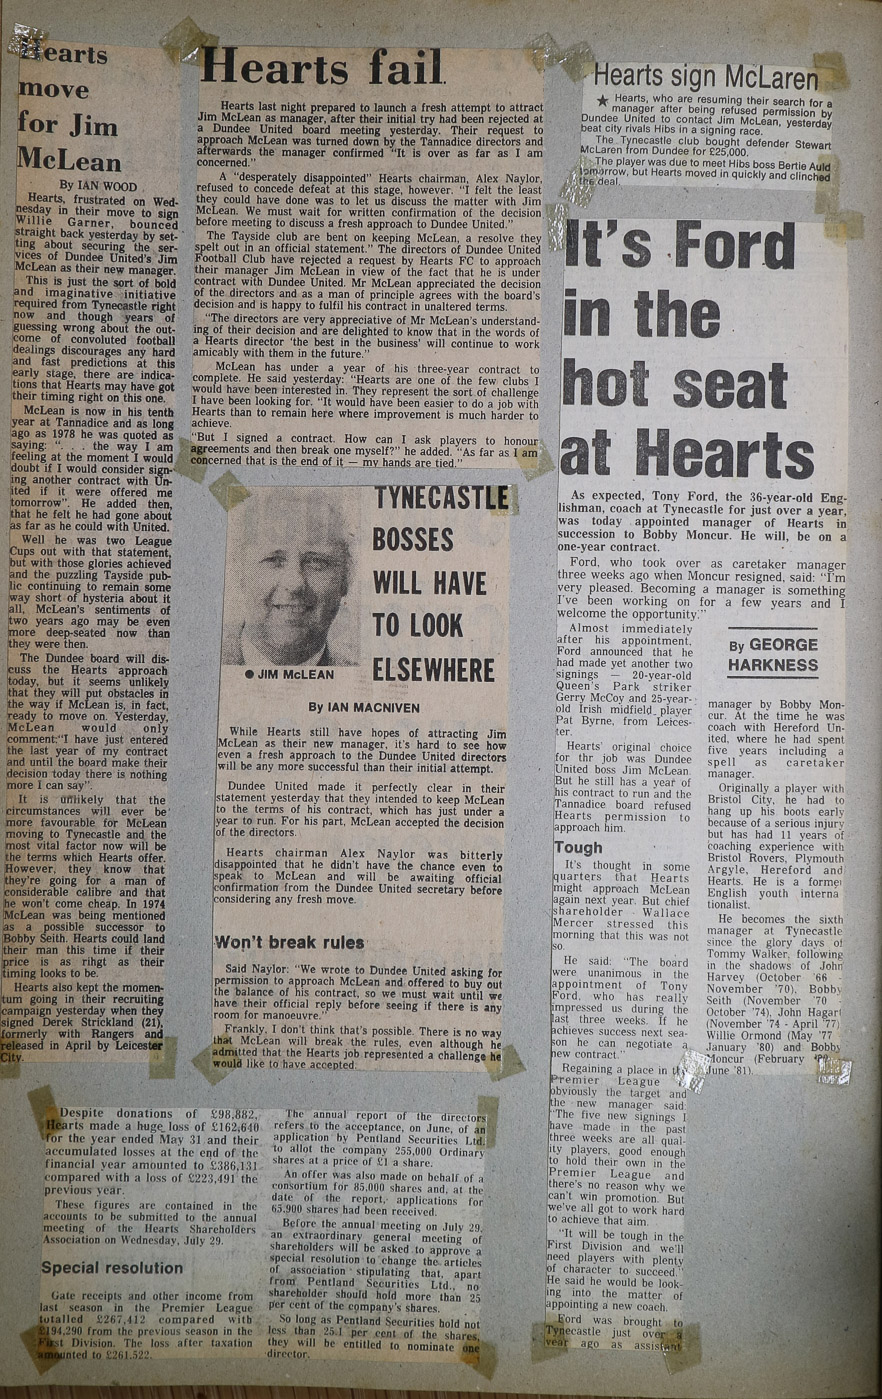 Hearts
move
for Jim
McLean
By IAN WOOD
Hearts, frustrated on Wed-
nesday in their move to sign
Willie Garner, bounced
straight back yesterday by set-
ting about securing the ser-
vices of Dundee United's Jim
McLean as their new manager.
This is just the sort of bold
and imaginative initiative
required from Tynecastle right
now and though years of
guessing wrong about the out-
come of convoluted football
dealings discourages any hard
and fast predictions at this
early stage, there are indica-
tions that Hearts may have got
their timing right on this one.
McLean is now in his tenth
year at Tannadice and as long
ago as 1978 he was quoted as
saying: ". . . the way I am
feeling at the moment I would
doubt if I would consider sign-
ing another contract with Un-
ited if it were offered me
tomorrow". He added then,
that he felt he had gone about
as far as he could with United.
Well he was two League
Cups out with that statement,
but with those glories achieved
and the puzzling Tayside pub-
lic continuing to remain some
way short of hysteria about it
all, McLean's sentiments of
two years ago may be even
more deep-seated now than
they were then.
The Dundee board will dis-
cuss the Hearts approach
today, but it seems unlikely
that they will put obstacles in
the way if McLean is, in fact,
ready to move on. Yesterday,
McLean would only
comment:"I have just entered
the last year of my contract
and until the board make their
decision today there is nothing
more I can say".
It is unlikely that the
circumstances will ever be
more favourable for McLean
moving to Tynecastle and the
most vital factor now will be
the terms which Hearts offer.
However, they know that
they're going for a man of
considerable calibre and that
he won't come cheap. In 1974
McLean was being mentioned
as a possible successor to
Bobby Seith. Hearts could land
their man this time if their
price is as rihgt as their
timing looks to be.
Hearts also kept the momen-
tum going in their recruiting
campaign yesterday when they
signed Derek Strickland (21),
formerly with Rangers and
released in April by Leicester
City.
Hearts fail
Hearts last night prepared to launch a fresh attempt to attract
Jim McLean as manager, after their initial try had been rejected at
a Dundee United board meeting yesterday. Their request to
approach McLean was turned down by the Tannadice directors and
afterwards the manager confirmed "It is over as far as I am
concerned."
A "desperately disappointed" Hearts chairman, Alex Naylor,
refused to concede defeat at this stage, however. "I felt the least
they could have done was to let us discuss the matter with Jim
McLean. We must wait for written confirmation of the decision
before meeting to discuss a fresh approach to Dundee United."
The Tayside club are bent on keeping McLean, a resolve they
spelt out in an official statement." The directors of Dundee United
Football Club have rejected a request by Hearts FC to approach
their manager Jim McLean in view of the fact that he is under
contract with Dundee United. Mr McLean appreciated the decision
of the directors and as a man of principle agrees with the board's
decision and is happy to fulfil his contract in unaltered terms.
"The directors are very appreciative of Mr McLean's understand-
ing of their decision and are delighted to know that in the words of
a Hearts director 'the best in the business' will continue to work
amicably with them in the future."
McLean has under a year of his three-year contract to
complete. He said yesterday: "Hearts are one of the few clubs I
would have been interested in. They represent the sort of challenge
I have been looking for. "It would have been easier to do a job with
Hearts than to remain here where improvement is much harder to
achieve.
"But I signed a contract. How can I ask players to honour
agreements and then break one myself?" he added. "As far as I am
concerned that is the end of it — my hands are tied."
TYNECASTLE
BOSSES
WILL HAVE
TO LOOK
ELSEWHERE
● JIM McLEAN
By IAN MACNIVEN
While Hearts still have hopes of attracting Jim
McLean as their new manager, it's hard to see how
even a fresh approach to the Dundee United directors
will be any more successful than their initial attempt.
Dundee United made it perfectly clear in their
statement yesterday that they intended to keep McLean
to the terms of his contract, which has just under a
year to run. For his part, McLean accepted the decision
of the directors.
Hearts chairman Alex Naylor was bitterly
disappointed that he didn't have the chance even to
speak to McLean and will be awaiting official
confirmation from the Dundee United secretary before
considering any fresh move.
Won't break rules
Said Naylor: "We wrote to Dundee United asking for
permission to approach McLean and offered to buy out
the balance of his contract, so we must wait until we
have their official reply before seeing if there is any
room for manoeuvre."
Frankly, I don't think that's possible. There is no way
that McLean will break the rules, even although he
admitted that the Hearts job represented a challenge he
would like to have accepted.
Hearts sign McLaren
★ Hearts, who are resuming their search for a
manager after being refused permission by
Dundee United to contact Jim McLean, yesterday
beat city rivals Hibs in a signing race.
The Tynecastle club bought defender Stewart
McLaren from Dundee for £25,000.
The player was due to meet Hibs boss Bertie Auld
tomorrow, but Hearts moved in quickly and clinched
the deal.
It's Ford
in the
hot seat
at Hearts
As expected, Tony Ford, the 36-year-old Eng-
lishman, coach at Tynecastle for just over a year,
was today appointed manager of Hearts in
succession to Bobby Moncur. He will, be on a
one-year contract.
Ford, who took over as caretaker manager
three weeks ago when Moncur resigned, said: "I'm
very pleased. Becoming a manager is something
I've been working on for a few years and I
welcome the opportunity."
Almost immediately
after his appointment,
Ford announced that he
had made yet another two
signings — 20-year-old
Queen's Park striker
Gerry McCoy and 25-year-
old Irish midfield player
Pat Byrne, from Leices-
ter.
Hearts' original choice
for thr job was Dundee
United boss Jim McLean.
But he still has a year of
his contract to run and the
Tannadice board refused
Hearts permission to
approach him.
Tough
It's thought in some
quarters that Hearts
might approach McLean
again next year. But chief
shareholder Wallace
Mercer stressed this
morning that this was not
so.
He said: "The board
were unanimous in the
appointment of Tony
Ford, who has really
impressed us during the
last three weeks. If he
achieves success next sea-
son he can negotiate a
new contract."
Regaining a place in the
Premier League is
obviously the target and
the new manager said:
"The five new signings I
have made in the past
three weeks are all qual-
ity players, good enough
to hold their own in the
Premier League and
there's no reason why we
can't win promotion. But
we've all got to work hard
to achieve that aim.
"It will be tough in the
First Division and we'll
need players with plenty
of character to succeed."
He said he would be look-
ing into the matter of
appointing a new coach.
Ford was brought to
Tynecastle just over a
year ago as assistant
By GEORGE
HARKNESS
manager by Bobby Mon-
cur. At the time he was
coach with Hereford Un-
ited, where he had spent
five years including a
spell as caretaker
manager.
Originally a player with
Bristol City, he had to
hang up his boots early
because of a serious injury
but has had 11 years of
coaching experience with
Bristol Rovers, Plymouth
Argyle, Hereford and
Hearts. He is a former
English youth interna
tionalist.
He becomes the sixth
manager at Tynecastle
since the glory days of
Tommy Walker, following
in the shadows of John
Harvey (October '66 -
November '70), Bobby
Seith (November '70
October '74), John Hagart
(November '74 - April '77)
Willie Ormond (May '77
January '80) and Bobby
Moncur (February
June '81).
Despite donations of £98,882,
Hearts made a huge loss of £162,640
for the year ended May 31 and their
accumulated losses at the end of the
financial year amounted to £386,131
compared with a loss of £223,491 the
previous year.
These figures are contained in the
accounts to be submitted to the annual
meeting of the Hearts Shareholders
Association on Wednesday, July 29.
Special resolution
Gate receipts and other income from
last season in the Premier League
totalled £267,412 compared with
£194,290 from the previous season in the
First Division. The loss after taxation
amounted to £261,522.
The annual report of the directors
refers to the acceptance, on June, of an
application by Pentland Securities Ltd.
to allot the company 255,000 Ordinary
shares at a price of £1 a share.
An offer was also made on behalf of a
consortium for 85,000 shares and, at the
date of the report, applications for
65,900 shares had been received.
Before the annual meeting on July 29,
an extraordinary general meeting of
shareholders will be asked to approve a
special resolution to change the articles
of association stipulating that, apart
from Pentland Securities Ltd., no
shareholder should hold more than 25
per cent of the company's shares.
So long as Pentland Securities hold not
less than 25.1 per cent of the shares,
they will be entitled to nominate one
director.